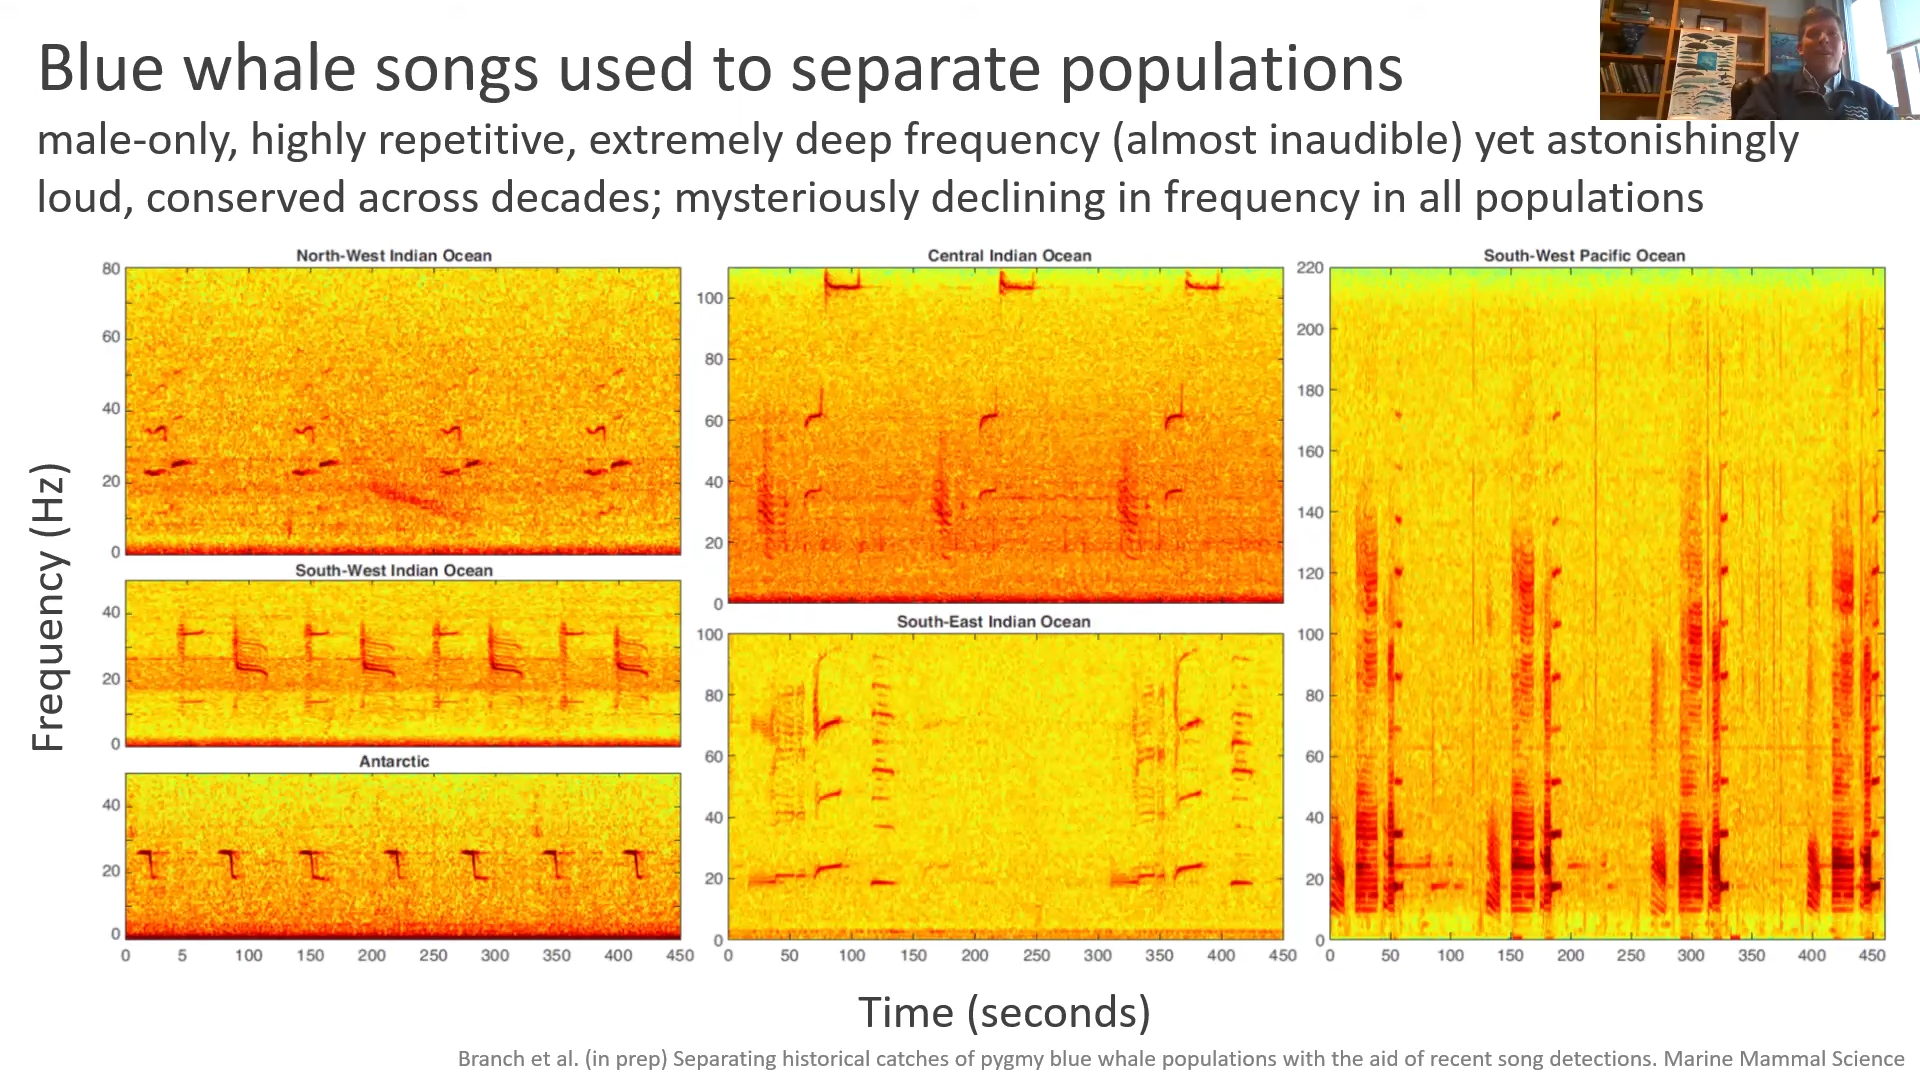 Blue whale songs used to separate populations
male-only, highly repetitive, extremely deep frequency (almost inaudible) yet astonishingly
loud, conserved across decades; mysteriously declining in frequency in all populations
Frequency (Hz)
North-West Indian Ocean
80
60
40
20
0
South-West Indian Ocean
40
20
0
Antarctic
40
20
0
0 5 100 150 200 250 300 350 400 450
Central Indian Ocean
100
80
60
40
20
0
South-East Indian Ocean
100
80
60
40
20
0
0 50 100 150 200 250 300 350 400 450
South-West Pacific Ocean
220
200
180
160
140
120
100
80
60
40
20
0
0 50 100 150 200 250 300 350 400 450
Time (seconds)
Branch et al. (in prep) Separating historical catches of pygmy blue whale populations with the aid of recent song detections. Marine Mammal Science